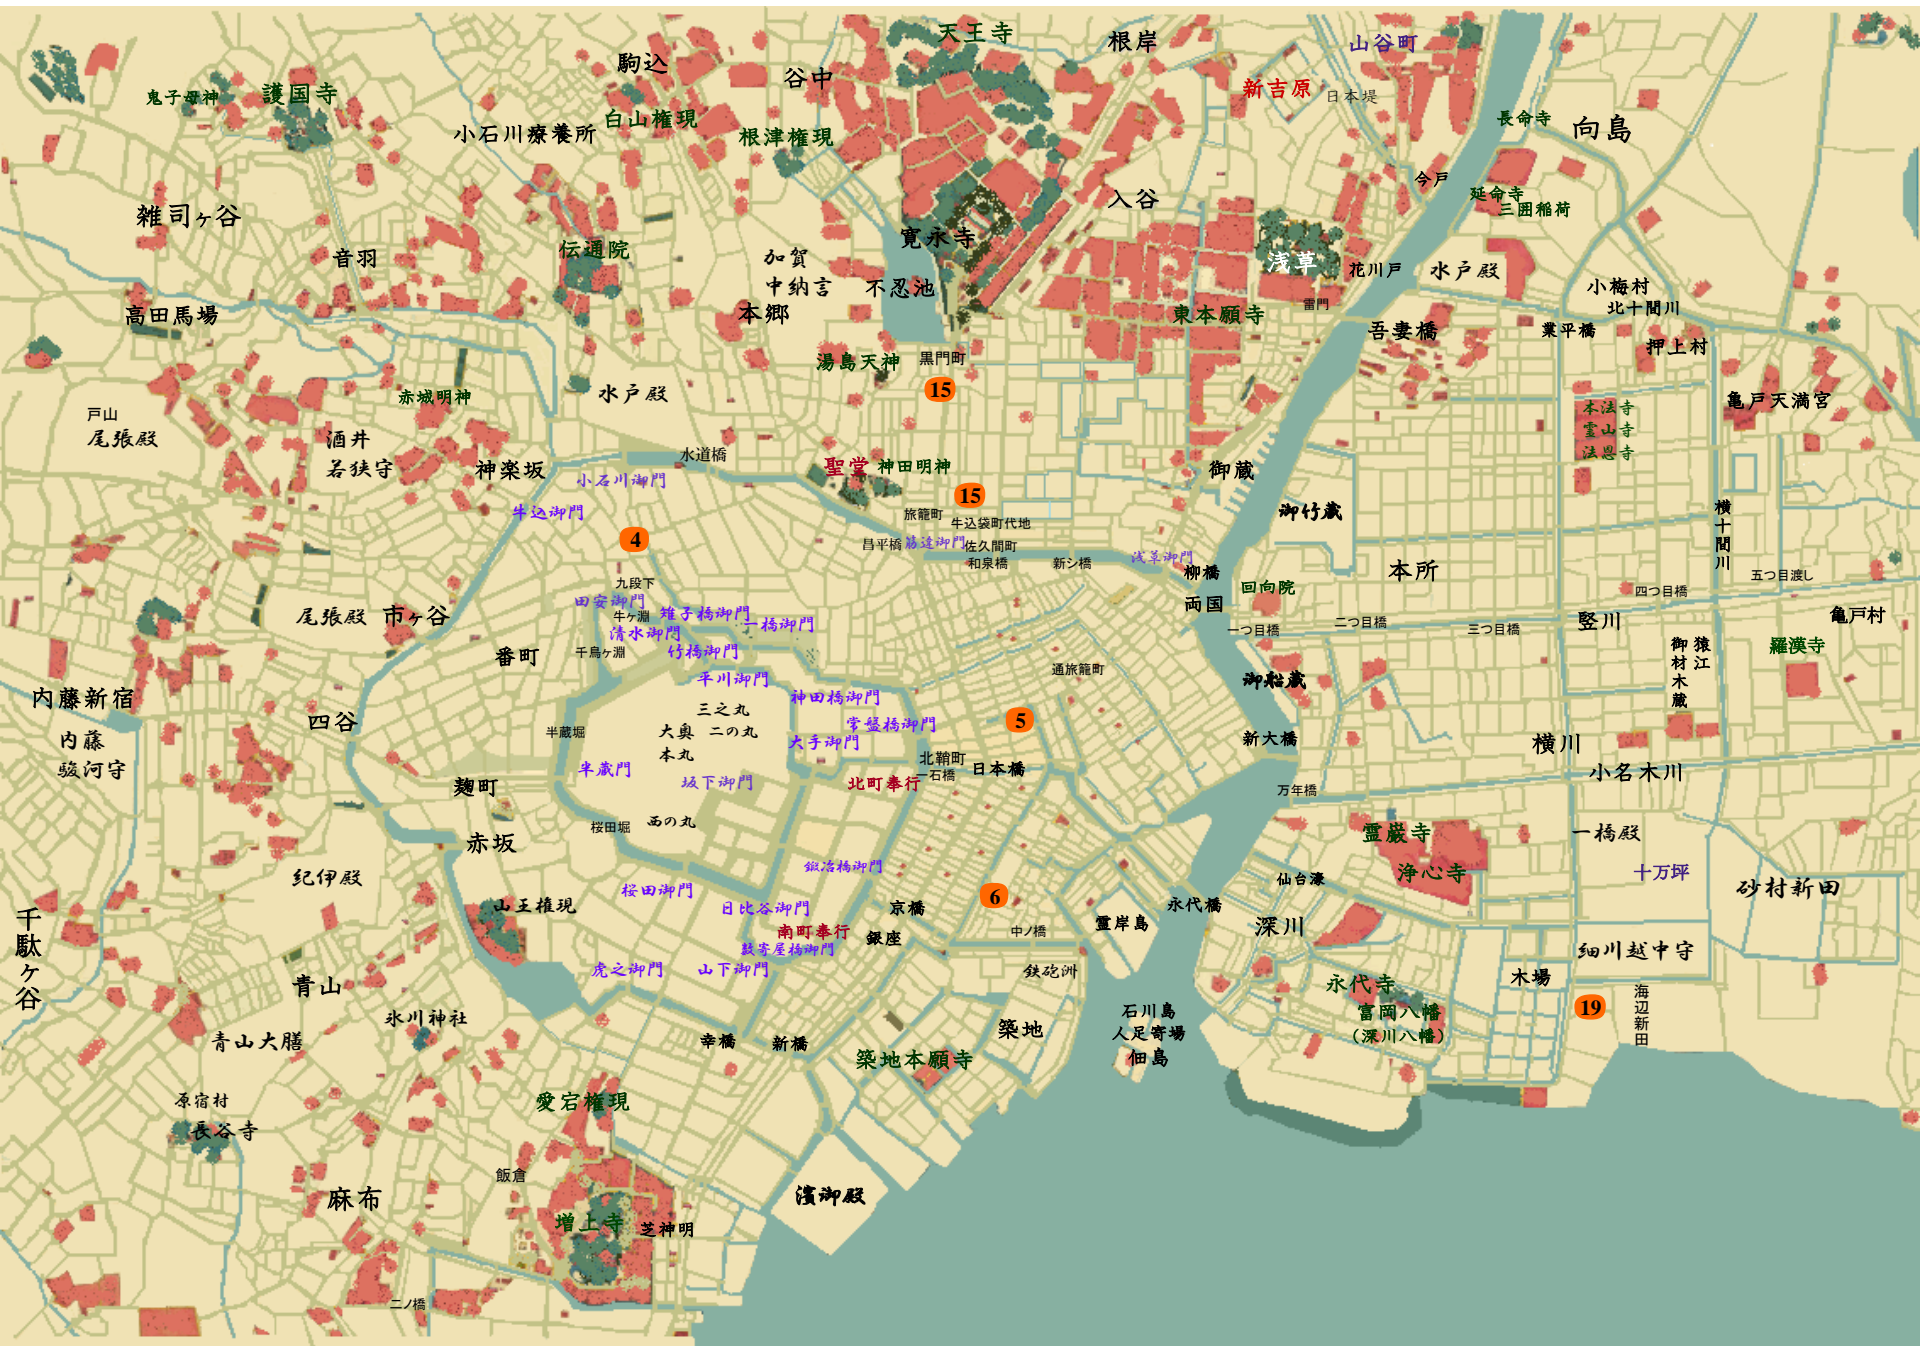 天王寺
根岸
山谷町
駒込
谷中
新吉原
日本堤
鬼子母神
護国寺
小石川療養所
白山権現
根津権現
長命寺
向島
今戸
延命寺
三囲稲荷
雑司ヶ谷
入谷
音羽
伝通院
加賀
中納言
本郷
寛永寺
不忍池
浅草
花川戸
水戸殿
雷門
小梅村
北十間川
高田馬場
東本願寺
吾妻橋
業平橋
押上村
湯島天神
黒門町
15
赤城明神
水戸殿
戸山
尾張殿
酒井
若狭守
本法寺
霊山寺
法恩寺
亀戸天満宮
神楽坂
水道橋
小石川御門
聖堂
神田明神
15
御蔵
牛込御門
旅籠町
牛込袋町代地
御竹蔵
横十間川
4
昌平橋
筋違御門
佐久間町
和泉橋
新シ橋
浅草御門
柳橋
両国
回向院
本所
五つ目渡し
四つ目橋
九段下
田安御門
牛ヶ淵
雉子橋御門
一橋御門
清水御門
竹橋御門
千鳥ヶ淵
尾張殿
市ヶ谷
番町
一つ目橋
二つ目橋
三つ目橋
竪川
亀戸村
猿江
御材木蔵
羅漢寺
平川御門
神田橋御門
通旅籠町
御船蔵
内藤新宿
四谷
内藤
駿河守
三之丸
大奥
二の丸
本丸
常盤橋御門
大手御門
5
半蔵堀
半蔵門
坂下御門
北鞘町
一石橋
日本橋
北町奉行
新大橋
横川
小名木川
麹町
万年橋
桜田堀
西の丸
赤坂
霊巌寺
浄心寺
一橋殿
十万坪
砂村新田
紀伊殿
鍛冶橋御門
桜田御門
日比谷御門
南町奉行
数寄屋橋御門
6
仙台濠
永代橋
山王権現
京橋
銀座
中ノ橋
霊岸島
深川
千駄ヶ谷
虎之御門
山下御門
鉄砲洲
細川越中守
木場
永代寺
富岡八幡
(深川八幡)
19
海辺新田
青山
氷川神社
青山大膳
幸橋
新橋
築地
築地本願寺
石川島
人足寄場
佃島
愛宕権現
原宿村
長谷寺
飯倉
麻布
増上寺
芝神明
濱御殿
二ノ橋